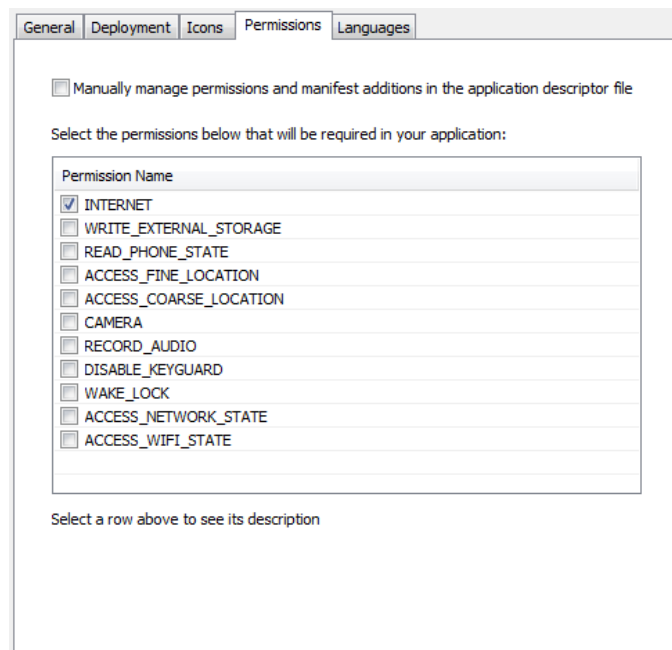 General Deployment Icons Permissions Languages
Manually manage permissions and manifest additions in the application descriptor file
Select the permissions below that will be required in your application:
Permission Name
INTERNET
WRITE_EXTERNAL_STORAGE
READ_PHONE_STATE
ACCESS_FINE_LOCATION
ACCESS_COARSE_LOCATION
CAMERA
RECORD_AUDIO
DISABLE_KEYGUARD
WAKE_LOCK
ACCESS_NETWORK_STATE
ACCESS_WIFI_STATE
Select a row above to see its description